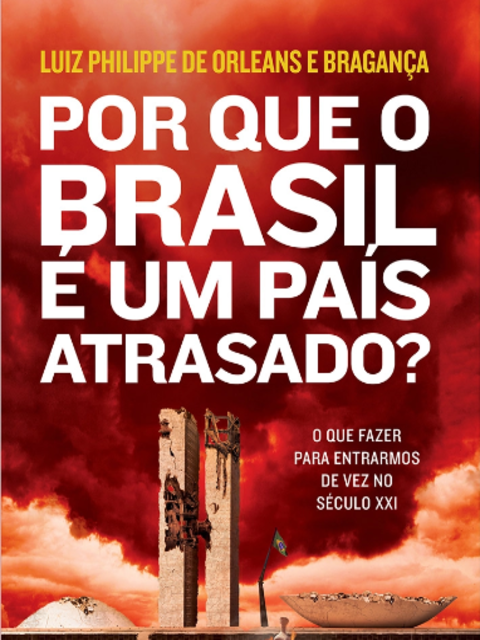 LUIZ PHILIPPE DE ORLEANS E BRAGANÇA
POR QUE O
BRASIL
É UM PAÍS
ATRASADO?
O QUE FAZER
PARA ENTRARMOS
DE VEZ NO
SÉCULO XXI